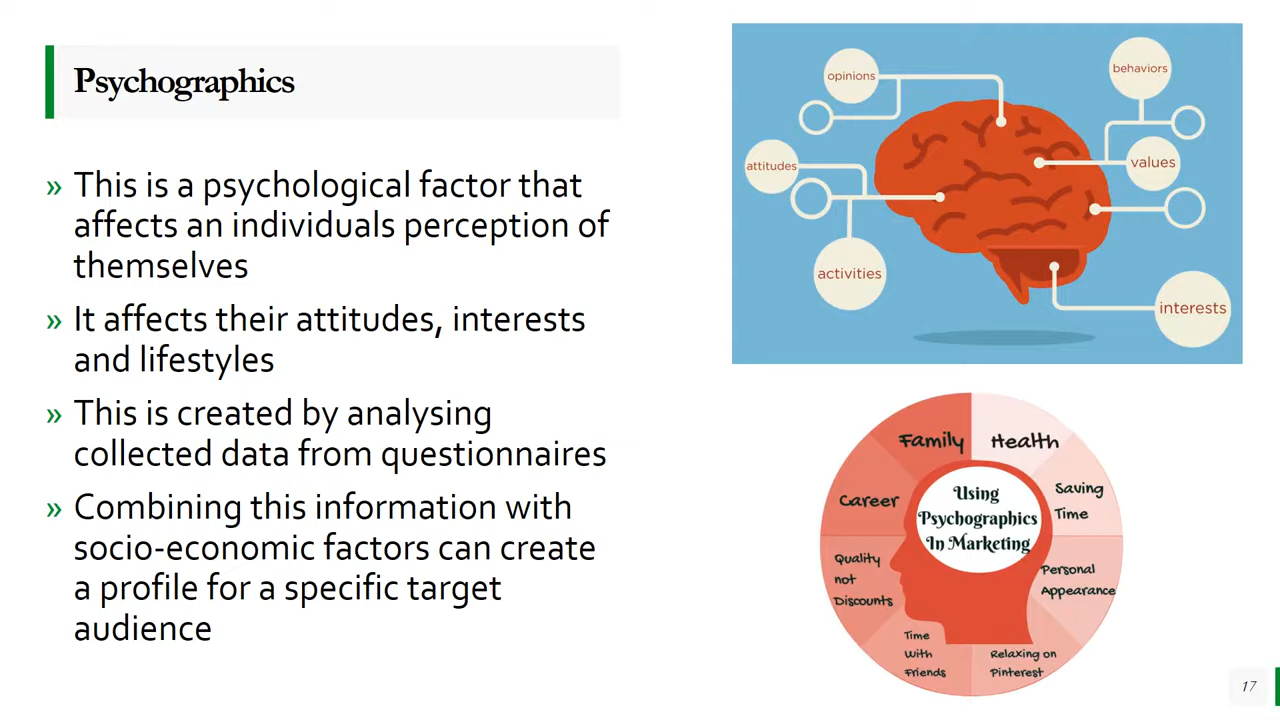 Psychographics
» This is a psychological factor that
affects an individuals perception of
themselves
» It affects their attitudes, interests
and lifestyles
» This is created by analysing
collected data from questionnaires
» Combining this information with
socio-economic factors can create
a profile for a specific target
audience
opinions
behaviors
attitudes
values
activities
interests
Family
Health
Career
Saving
Time
Using
Psychographics
In Marketing
Quality
not
Discounts
Personal
Appearance
Time
With
Friends
Relaxing on
Pinterest
17